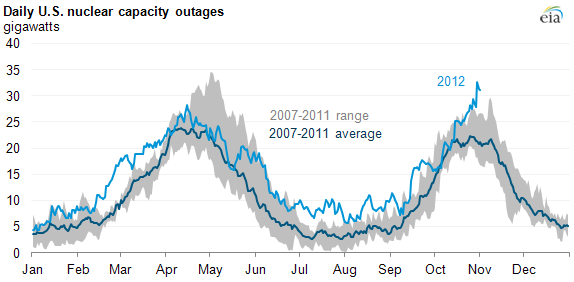 Daily U.S. nuclear capacity outages
gigawatts
eia
40
35
30
25
20
15
10
5
0
2012
2007-2011 range
2007-2011 average
Jan Feb Mar Apr May Jun Jul Aug Sep Oct Nov Dec